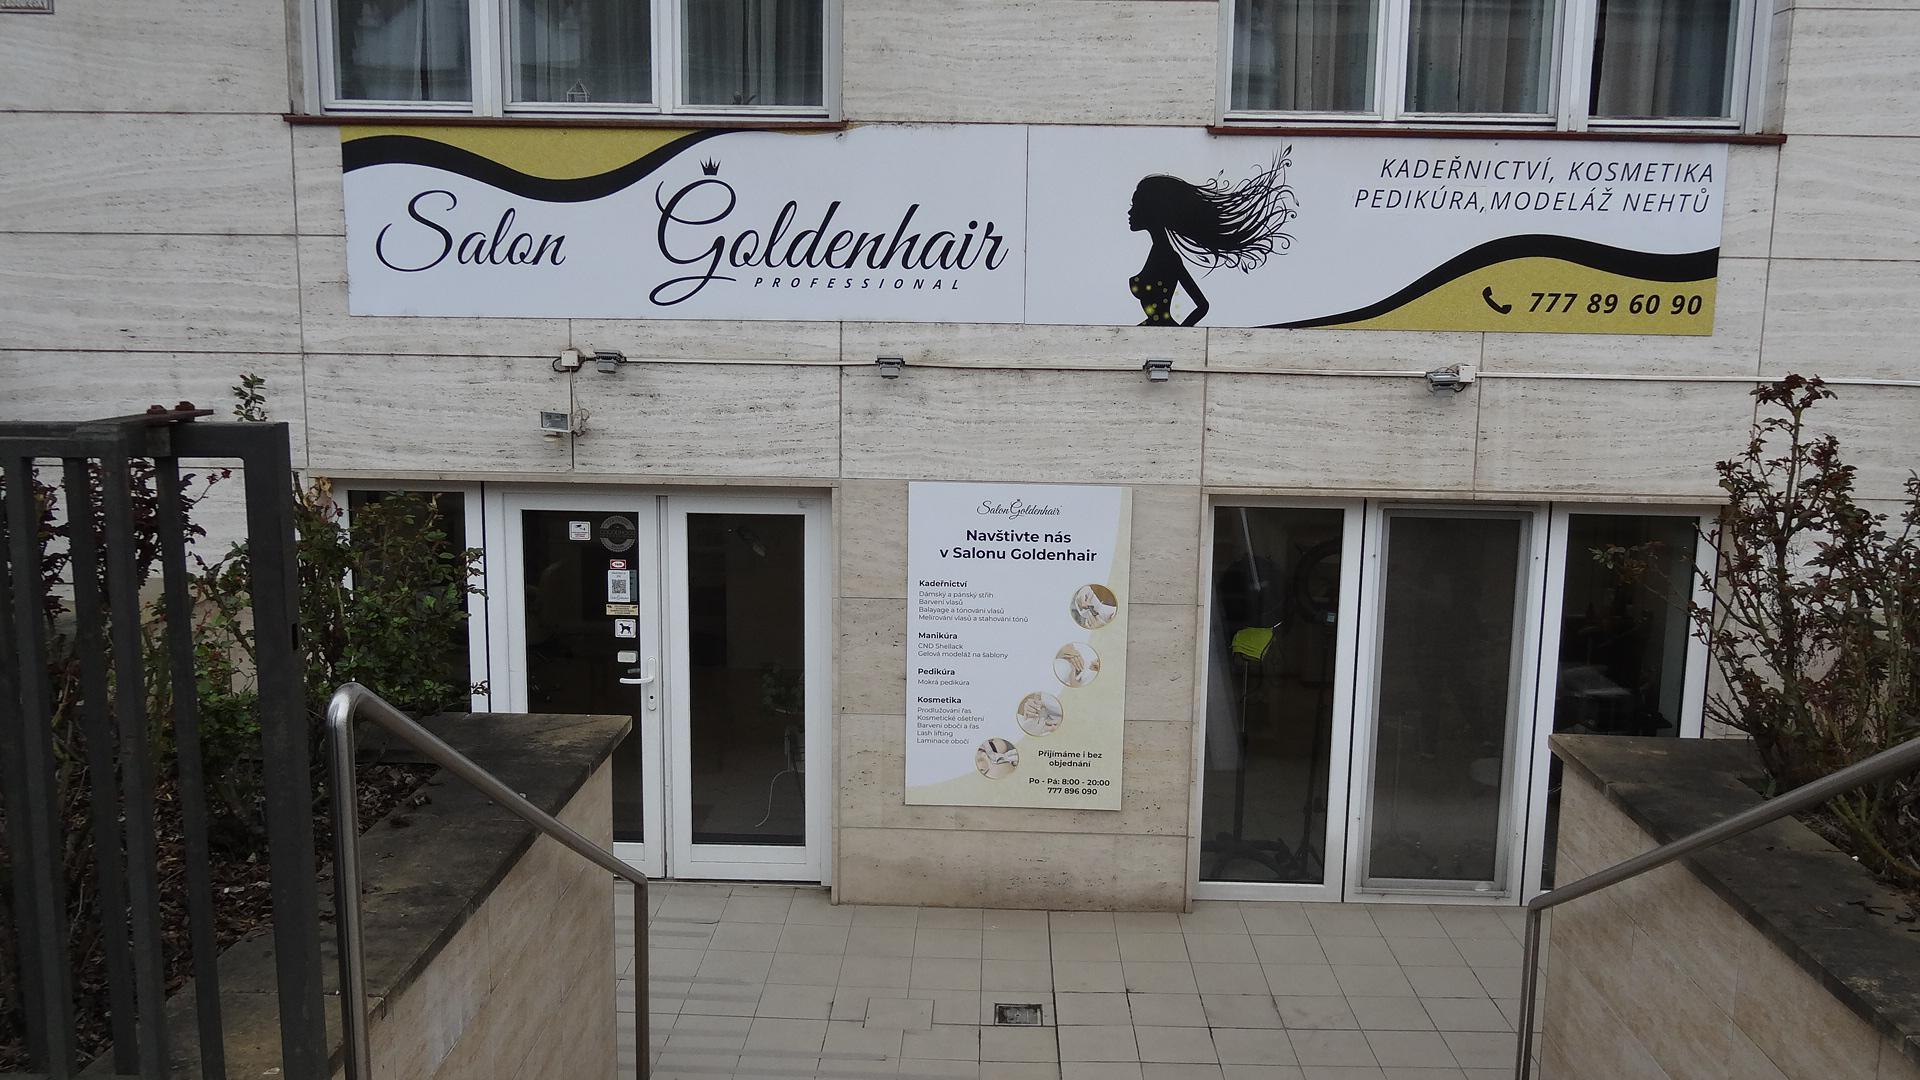 Salon Goldenhair
PROFESSIONAL
KADEŘNICTVÍ, KOSMETIKA
PEDIKÚRA, MODELÁŽ NEHTŮ
777 89 60 90
Salon Goldenhair
Navštivte nás
v Salonu Goldenhair
Kadeřnictví
Dámský a pánský střih
Barvení vlasů
Balayage a tónování vlasů
Melírování vlasů a stahování tónů
Manikúra
CND Shellack
Gelová modeláž na šablony
Pedikúra
Mokrá pedikúra
Kosmetika
Prodlužování řas
Kosmetické ošetření
Barvení obočí a řas
Lash lifting
Laminace obočí
Přijímáme i bez
objednání
Po - Pá: 8:00 - 20:00
777 896 090